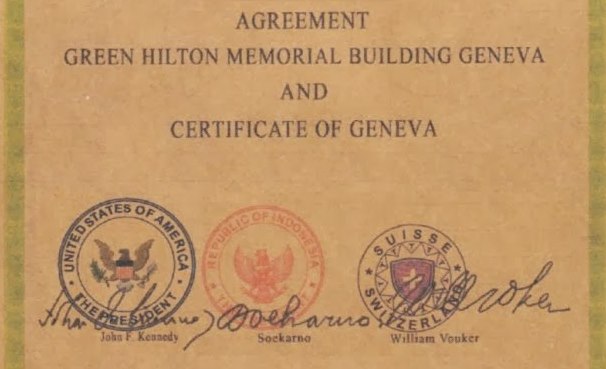 AGREEMENT
GREEN HILTON MEMORIAL BUILDING GENEVA
AND
CERTIFICATE OF GENEVA
UNITED STATES OF AMERICA
THE PRESIDENT
REPUBLIC OF INDONESIA
SUISSE
SWITZERLAND
Soekarno
John F. Kennedy
Soekarno
William Vouker